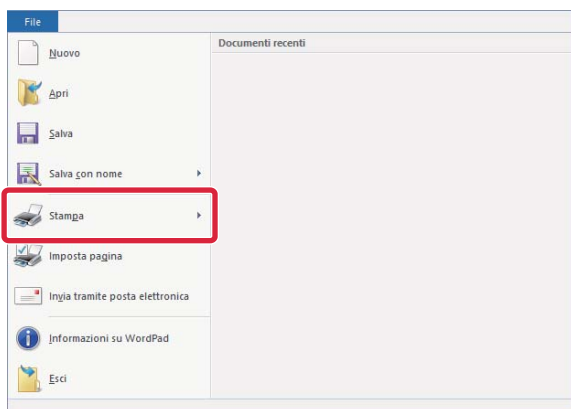 File
Documenti recenti
Nuovo
Apri
Salva
Salva con nome
Stampa
Imposta pagina
Invia tramite posta elettronica
Informazioni su WordPad
Esci